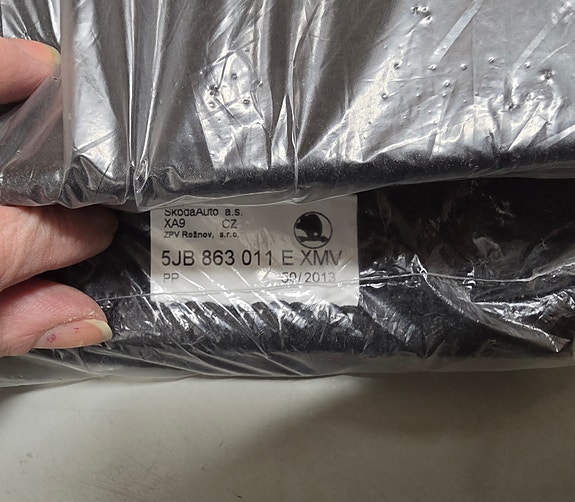 SkodaAuto a.s.
XA9 CZ
ZPV Rožnov, s.r.o.
5JB 863 011 E XMV
PP 50/2013